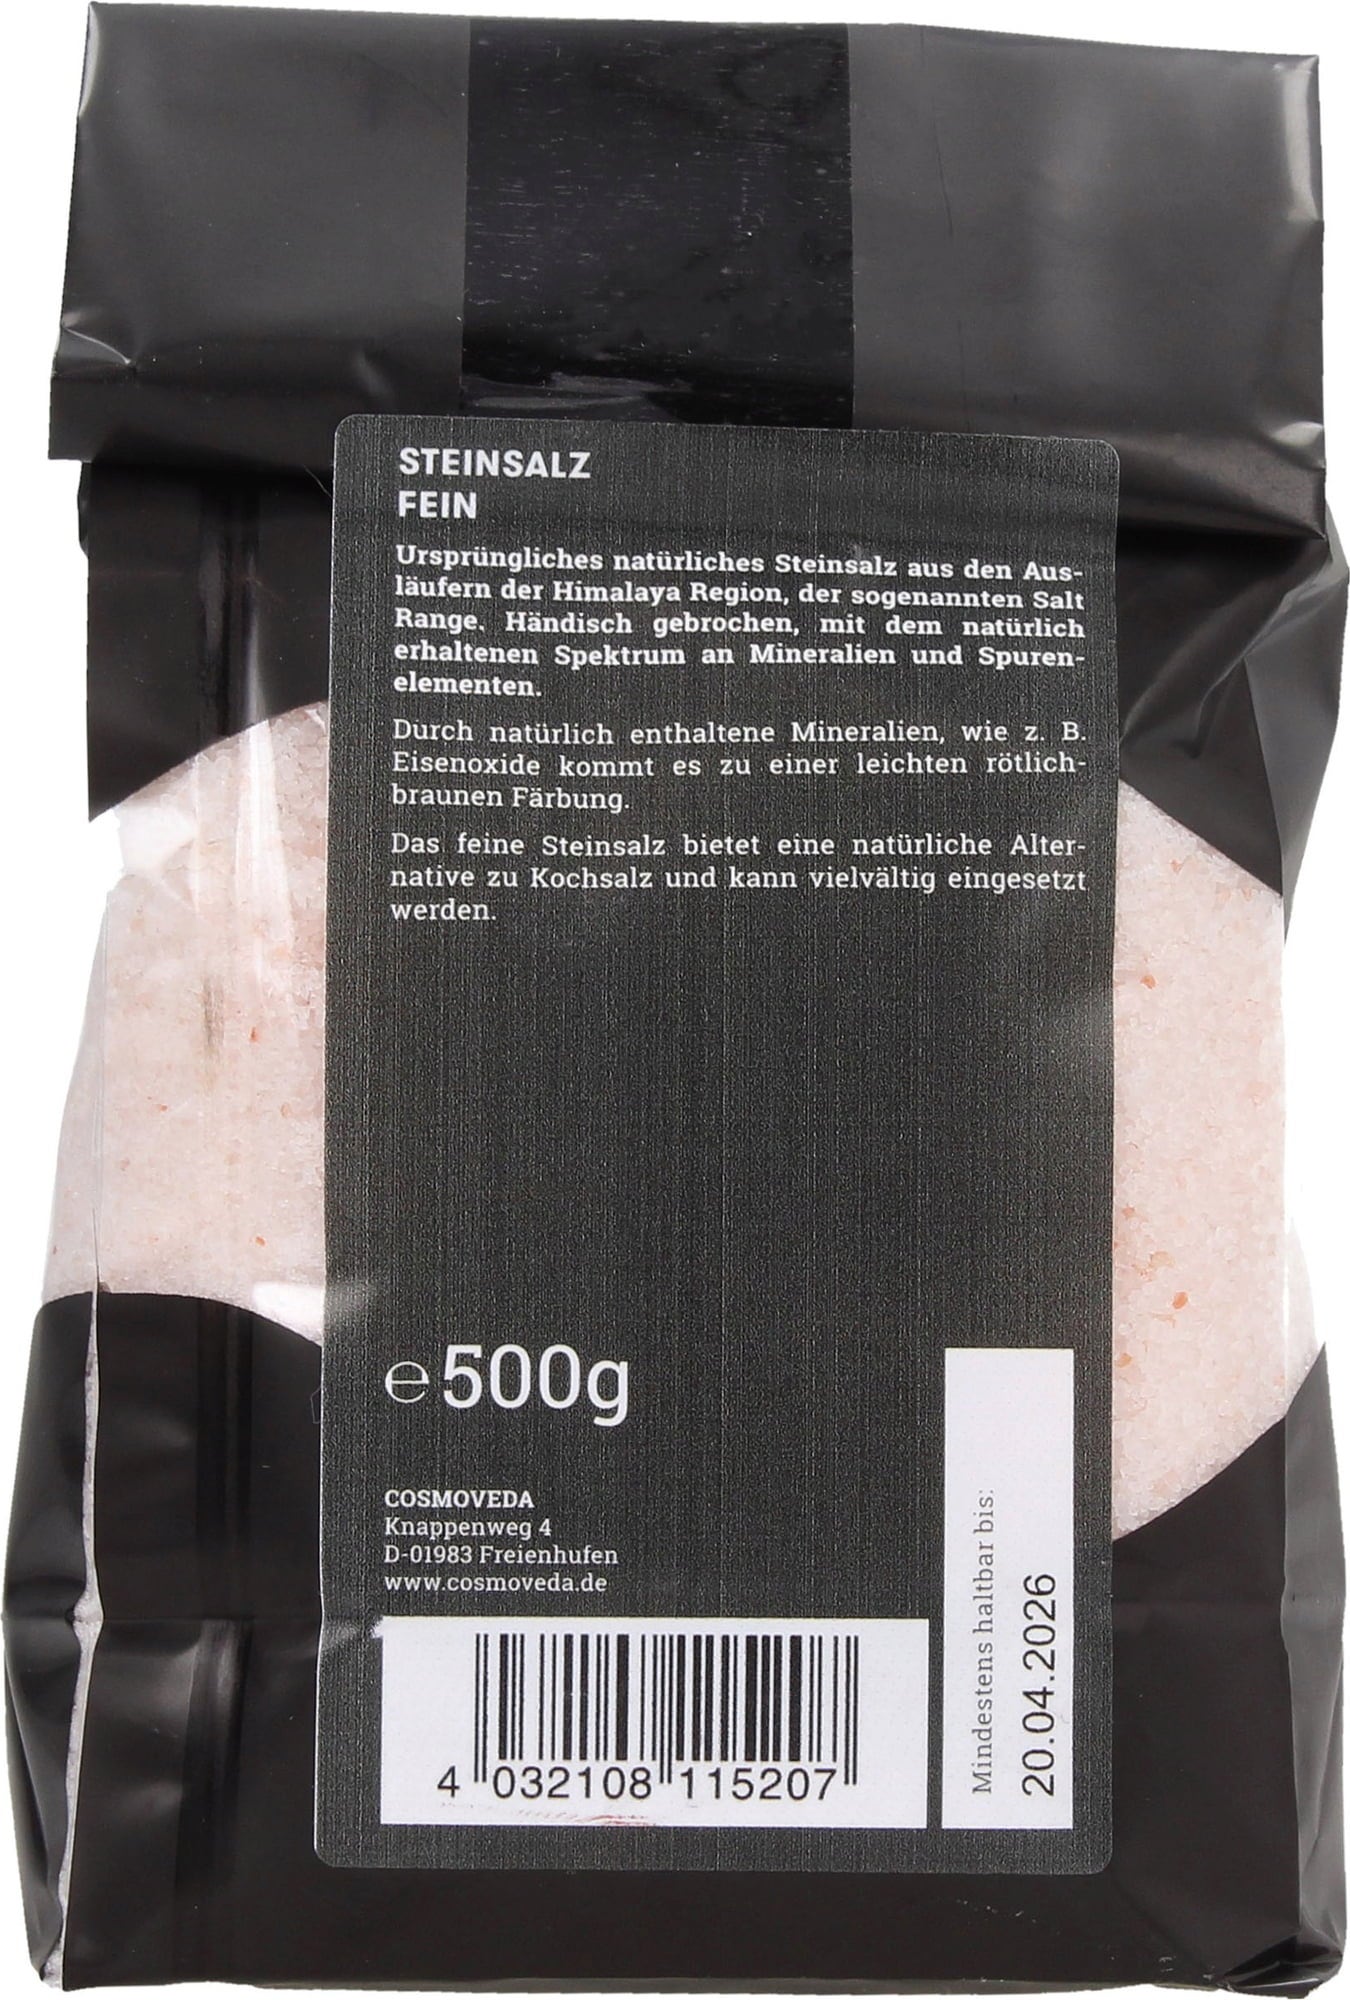 STEINSALZ
FEIN
Ursprüngliches natürliches Steinsalz aus den Aus-
läufern der Himalaya Region, der sogenannten Salt
Range. Händisch gebrochen, mit dem natürlich
erhaltenen Spektrum an Mineralien und Spuren-
elementen.
Durch natürlich enthaltene Mineralien, wie z. B.
Eisenoxide kommt es zu einer leichten rötlich-
braunen Färbung.
Das feine Steinsalz bietet eine natürliche Alter-
native zu Kochsalz und kann vielvältig eingesetzt
werden.
℮500g
COSMOVEDA
Knappenweg 4
D-01983 Freienhufen
www.cosmoveda.de
4 032108 115207
Mindestens haltbar bis:
20.04.2026